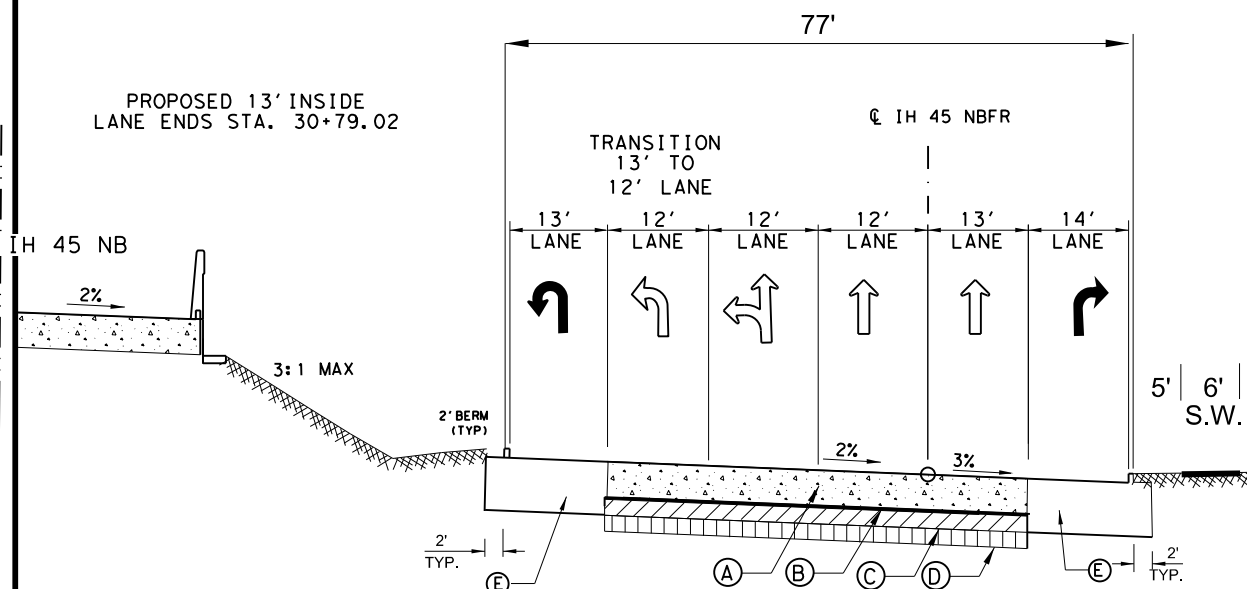 77'
PROPOSED 13' INSIDE
LANE ENDS STA. 30+79.02
℄ IH 45 NBFR
TRANSITION
13' TO
12' LANE
13' 12' 12' 12' 13' 14'
LANE LANE LANE LANE LANE LANE
IH 45 NB
2%
3:1 MAX
5' 6'
S.W.
2' BERM
(TYP)
2% 3%
2'
TYP.
2'
TYP.
E A B C D E